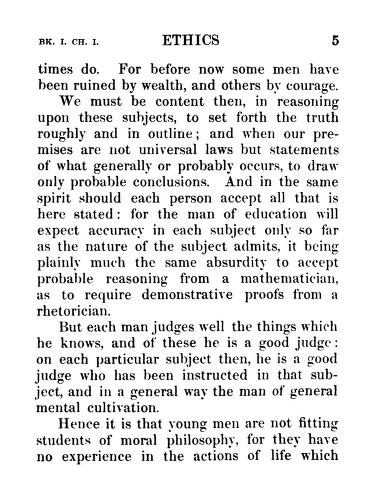 BK. I. CH. I. ETHICS 5
times do. For before now some men have
been ruined by wealth, and others by courage.
We must be content then, in reasoning
upon these subjects, to set forth the truth
roughly and in outline; and when our pre-
mises are not universal laws but statements
of what generally or probably occurs, to draw
only probable conclusions. And in the same
spirit should each person accept all that is
here stated: for the man of education will
expect accuracy in each subject only so far
as the nature of the subject admits, it being
plainly much the same absurdity to accept
probable reasoning from a mathematician,
as to require demonstrative proofs from a
rhetorician.
But each man judges well the things which
he knows, and of these he is a good judge:
on each particular subject then, he is a good
judge who has been instructed in that sub-
ject, and in a general way the man of general
mental cultivation.
Hence it is that young men are not fitting
students of moral philosophy, for they have
no experience in the actions of life which